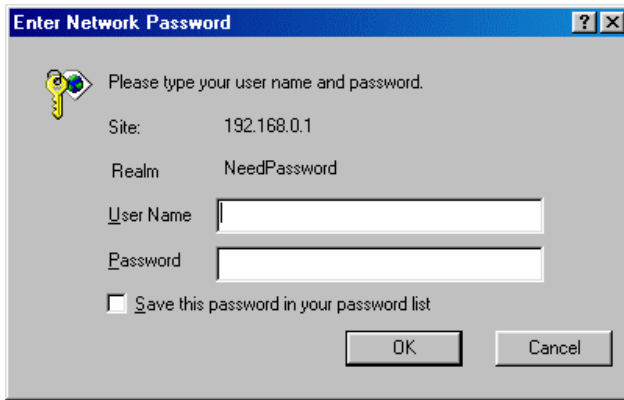 Enter Network Password
Please type your user name and password.
Site: 192.168.0.1
Realm NeedPassword
User Name
Password
Save this password in your password list
OK Cancel